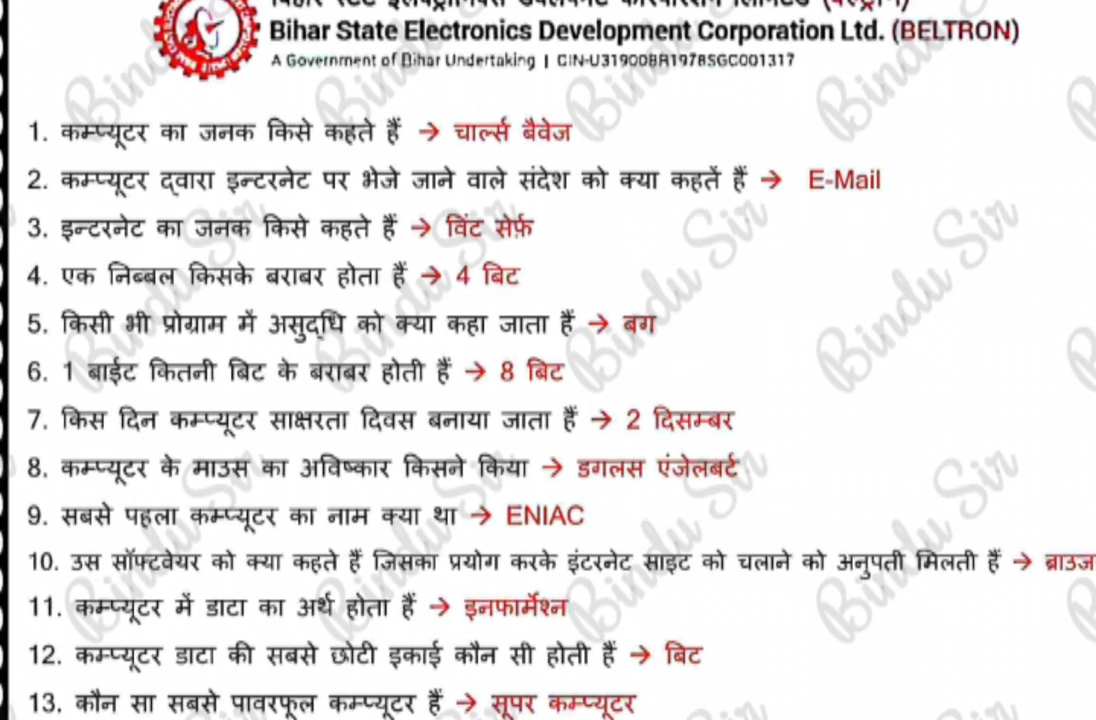 Bihar State Electronics Development Corporation Ltd. (BELTRON)
A Government of Bihar Undertaking | CIN-U31900BR1978SGC001317
1. कम्प्यूटर का जनक किसे कहते हैं → चार्ल्स बैवेज
2. कम्प्यूटर द्वारा इन्टरनेट पर भेजे जाने वाले संदेश को क्या कहतें हैं → E-Mail
3. इन्टरनेट का जनक किसे कहते हैं → विंट सेर्फ़
4. एक निब्बल किसके बराबर होता हैं → 4 बिट
5. किसी भी प्रोग्राम में असुद्धि को क्या कहा जाता हैं → बग
6. 1 बाईट कितनी बिट के बराबर होती हैं → 8 बिट
7. किस दिन कम्प्यूटर साक्षरता दिवस बनाया जाता हैं → 2 दिसम्बर
8. कम्प्यूटर के माउस का अविष्कार किसने किया → डगलस एंजेलबर्ट
9. सबसे पहला कम्प्यूटर का नाम क्या था → ENIAC
10. उस सॉफ्टवेयर को क्या कहते हैं जिसका प्रयोग करके इंटरनेट साइट को चलाने को अनुपती मिलती हैं → ब्राउज
11. कम्प्यूटर में डाटा का अर्थ होता हैं → इनफार्मेश्न
12. कम्प्यूटर डाटा की सबसे छोटी इकाई कौन सी होती हैं → बिट
13. कौन सा सबसे पावरफूल कम्प्यूटर हैं → सूपर कम्प्यूटर
Bindu Sir